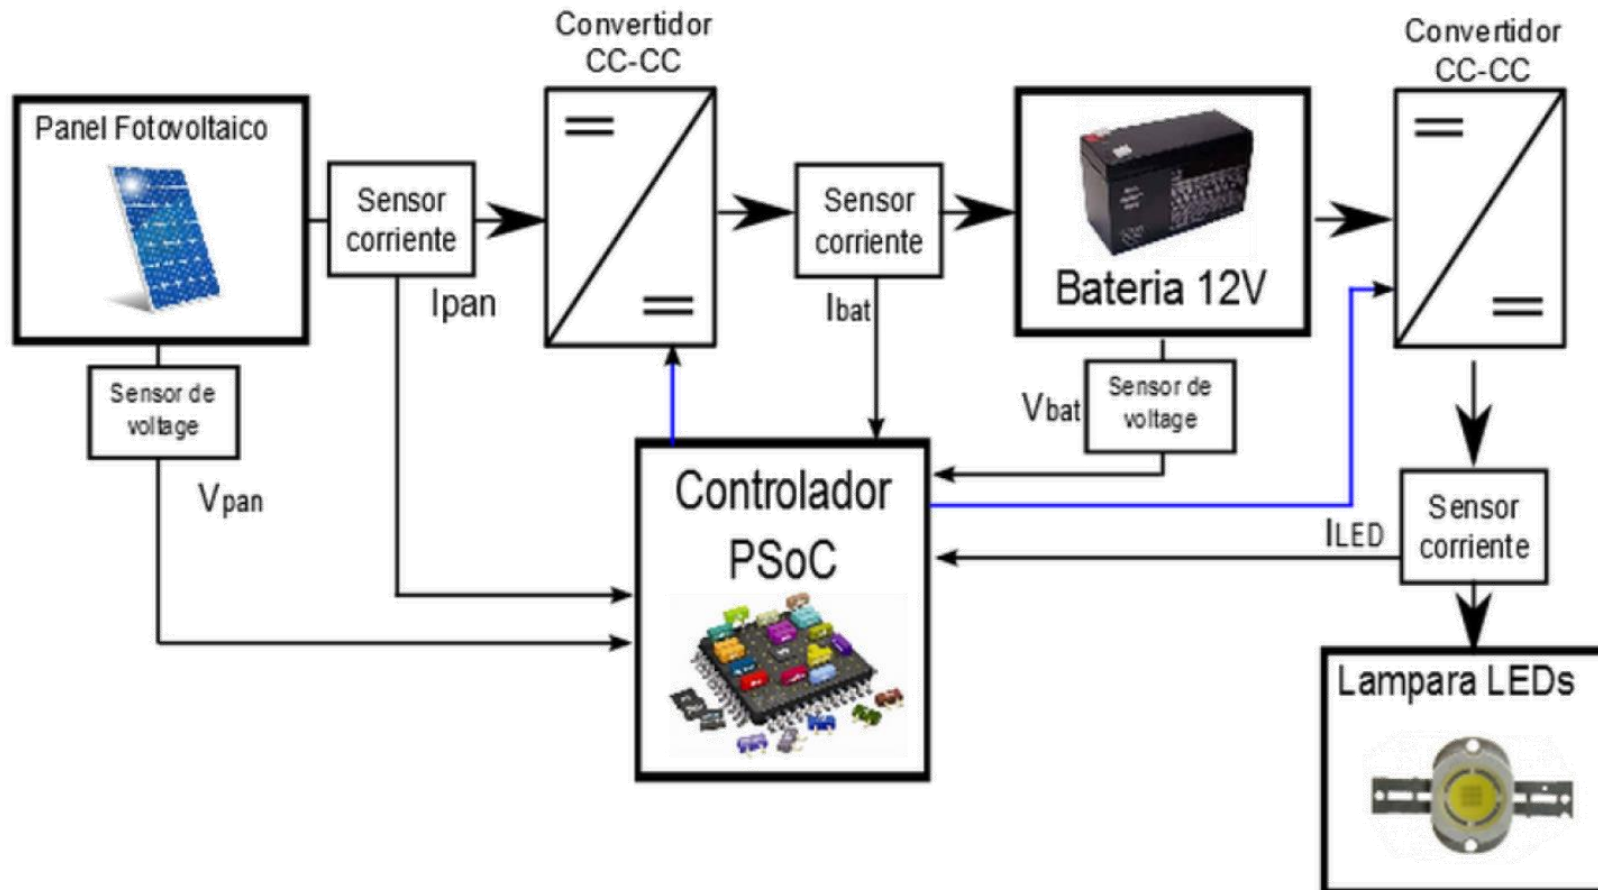 Convertidor
CC-CC
Convertidor
CC-CC
Panel Fotovoltaico
Sensor
corriente
Sensor
corriente
Bateria 12V
Ipan
Ibat
Sensor de
voltage
Vbat
Sensor de
voltage
Vpan
Controlador
PSoC
ILED
Sensor
corriente
Lampara LEDs